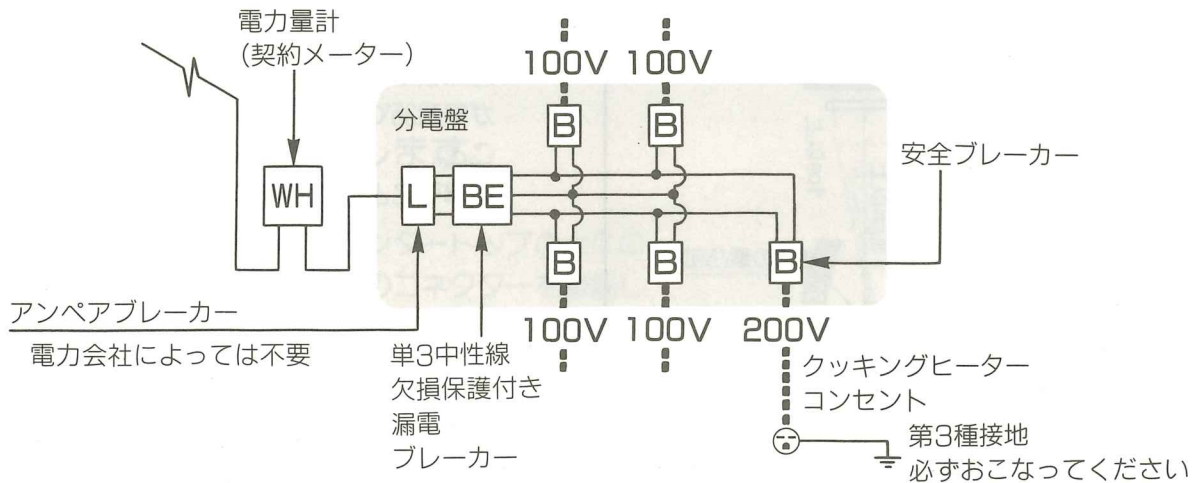 電力量計
(契約メーター)
100V
100V
分電盤
B
B
安全ブレーカー
WH
L
BE
B
B
B
アンペアブレーカー
電力会社によっては不要
100V
100V
200V
単3中性線
欠損保護付き
漏電
ブレーカー
クッキングヒーター
コンセント
第3種接地
必ずおこなってください